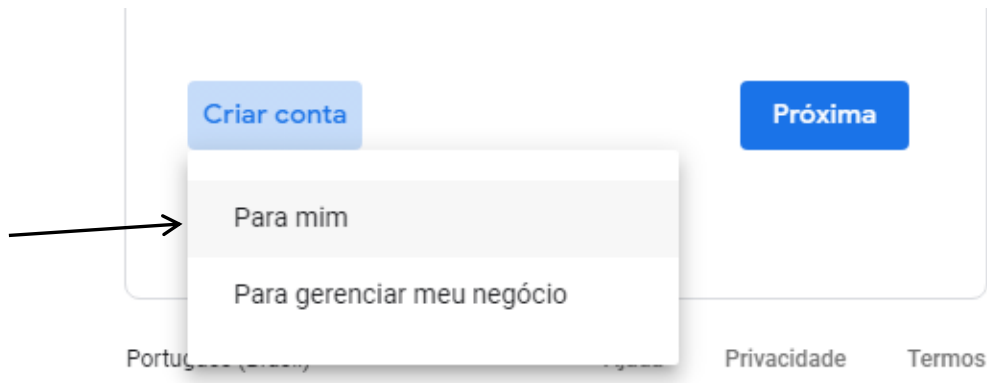 Criar conta Próxima
Para mim
Para gerenciar meu negócio
Privacidade Termos